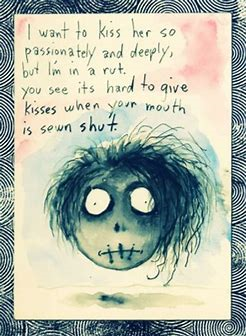 I want to kiss her so
passionately and deeply,
but I'm in a rut.
you see its hard to give
kisses when your mouth
is sewn shut.